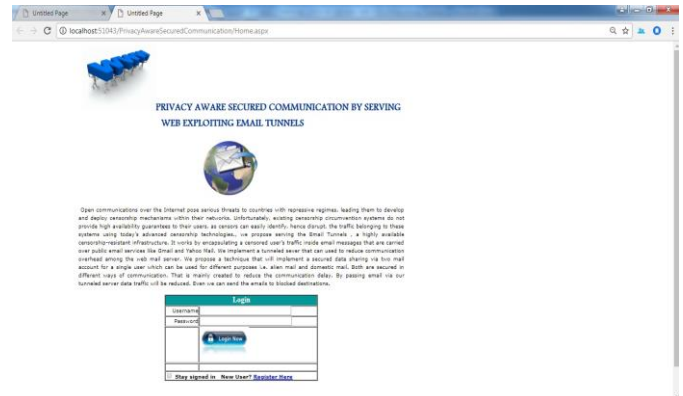 Untitled Page
Untitled Page
localhost:51043/PrivacyAwareSecuredCommunication/Home.aspx
PRIVACY AWARE SECURED COMMUNICATION BY SERVING
WEB EXPLOITING EMAIL TUNNELS
Open communications over the Internet pose serious threats to countries with repressive regimes, leading them to develop
and deploy censorship mechanisms within their networks. Unfortunately, existing censorship circumvention systems do not
provide high availability guarantees to their users, as censors can easily identify, hence disrupt, the traffic belonging to these
systems using today's advanced censorship technologies., we propose serving the Email Tunnels , a highly available
censorship-resistant infrastructure. It works by encapsulating a censored user's traffic inside email messages that are carried
over public email services like Gmail and Yahoo Mail. We implement a tunneled sever that can used to reduce communication
overhead among the web mail server. We propose a technique that will implement a secured data sharing via two mail
account for a single user which can be used for different purposes i.e. alien mail and domestic mail. Both are secured in
different ways of communication. That is mainly created to reduce the communication delay. By passing email via our
tunneled server data traffic will be reduced. Even we can send the emails to blocked destinations.
Login
Username
Password
Login Now
Stay signed in New User? Register Here